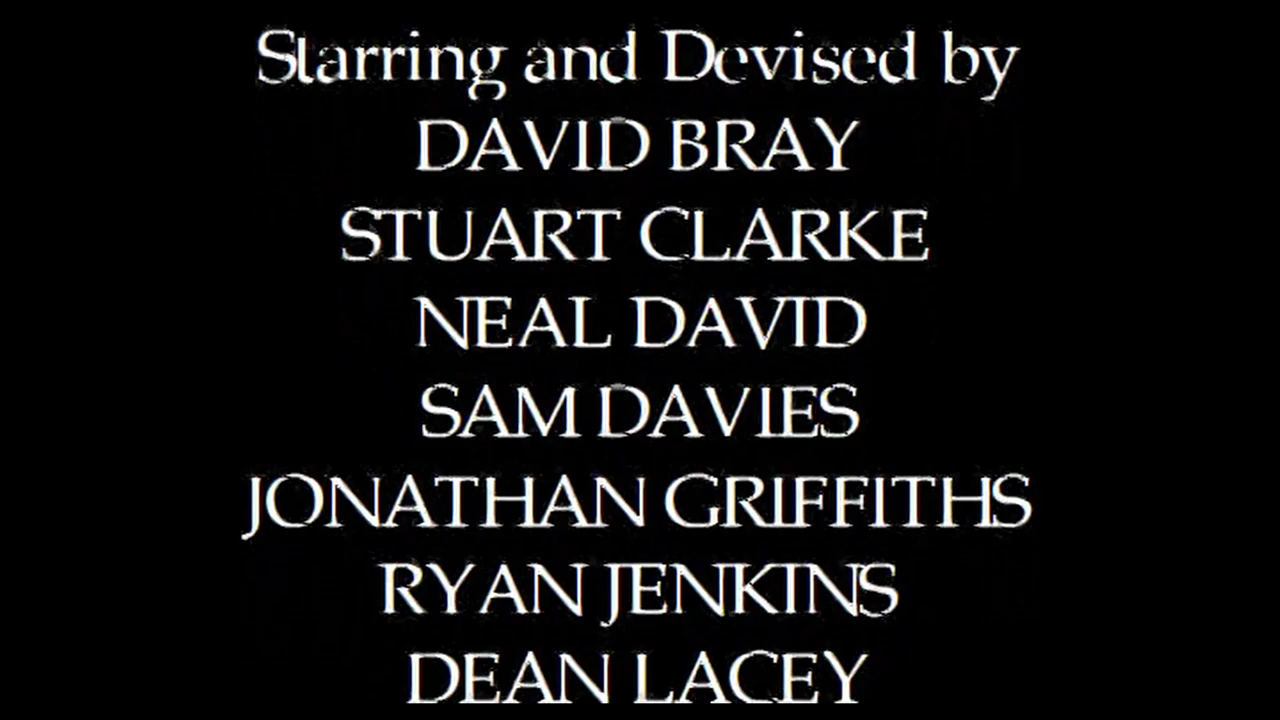 Starring and Devised by
DAVID BRAY
STUART CLARKE
NEAL DAVID
SAM DAVIES
JONATHAN GRIFFITHS
RYAN JENKINS
DEAN LACEY